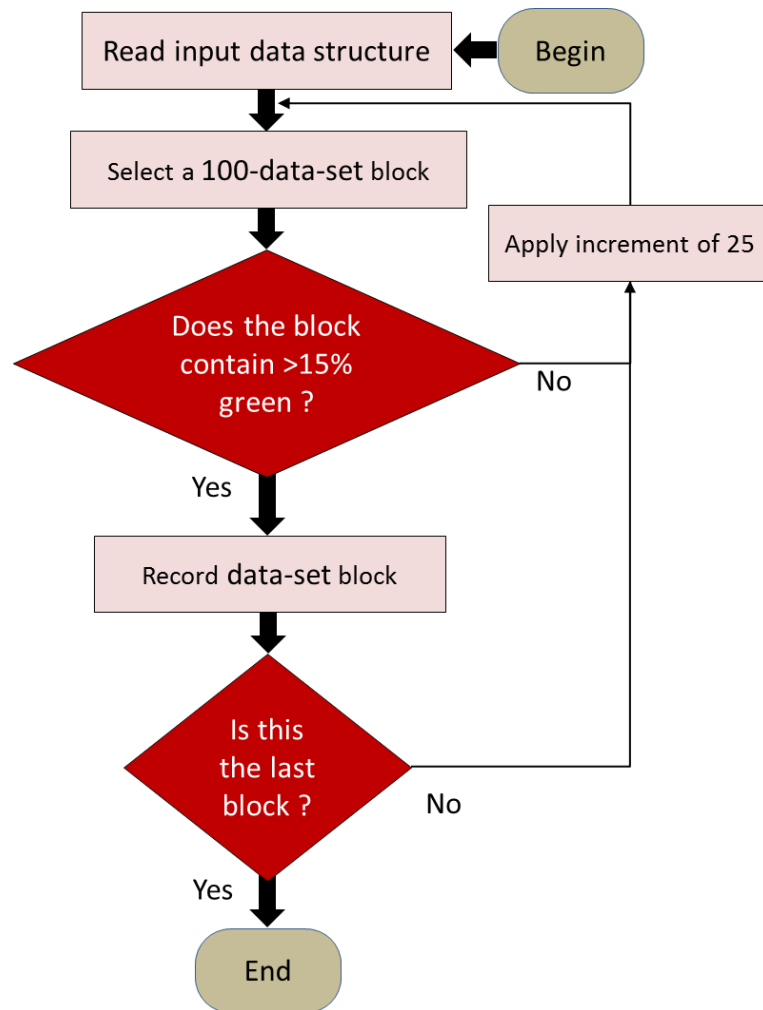 Begin
Read input data structure
Select a 100-data-set block
Apply increment of 25
Does the block
contain >15%
green ?
No
Yes
Record data-set block
Is this
the last
block ?
No
Yes
End